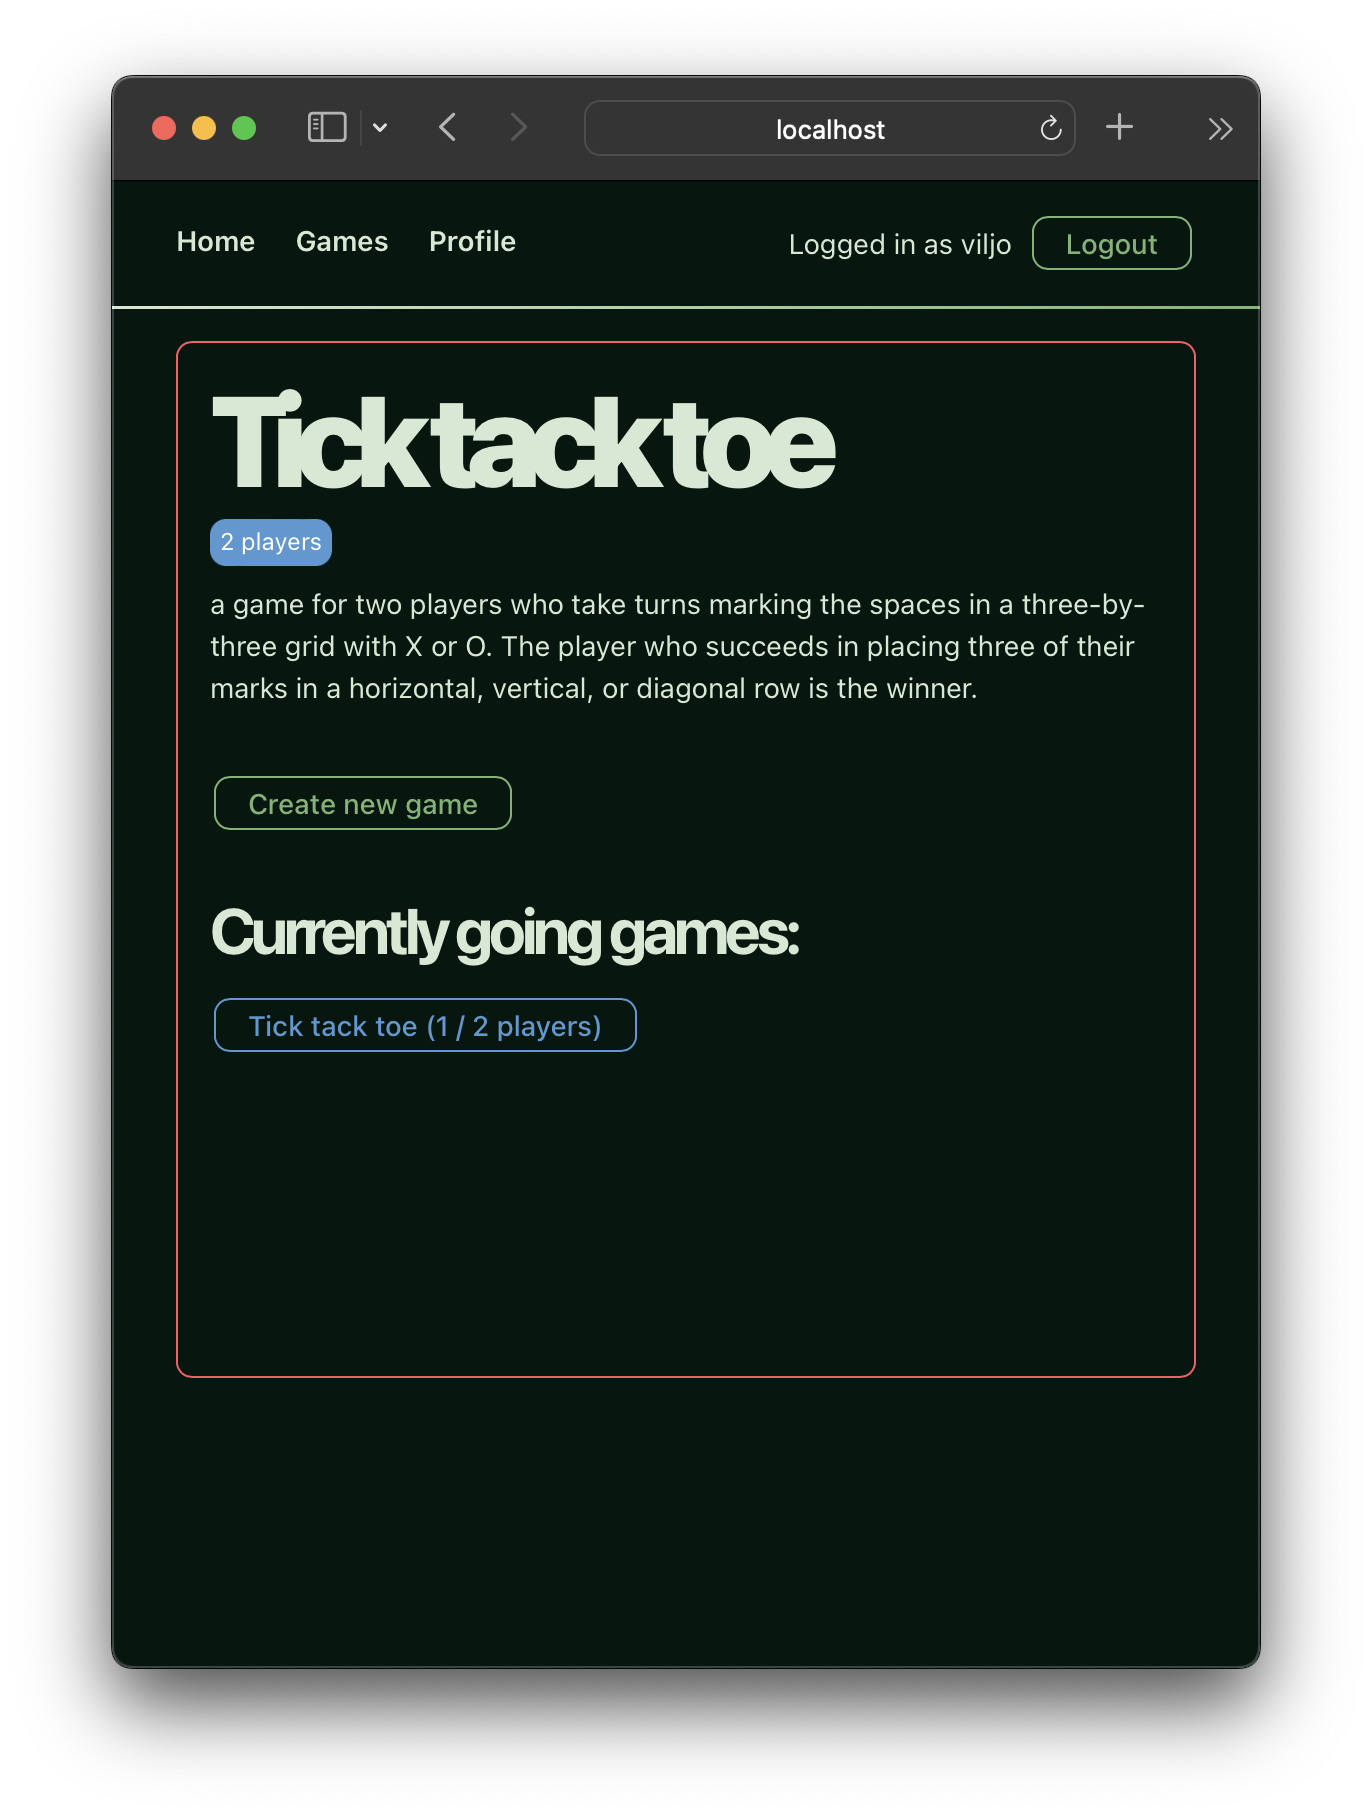 localhost
Home Games Profile Logged in as viljo Logout
Tick tack toe
2 players
a game for two players who take turns marking the spaces in a three-by-
three grid with X or O. The player who succeeds in placing three of their
marks in a horizontal, vertical, or diagonal row is the winner.
Create new game
Currently going games:
Tick tack toe (1 / 2 players)